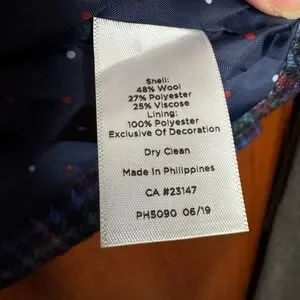 Shell:
48% Wool
27% Polyester
25% Viscose
Lining:
100% Polyester
Exclusive Of Decoration
Dry Clean
Made In Philippines
CA #23147
PH5090 06/19